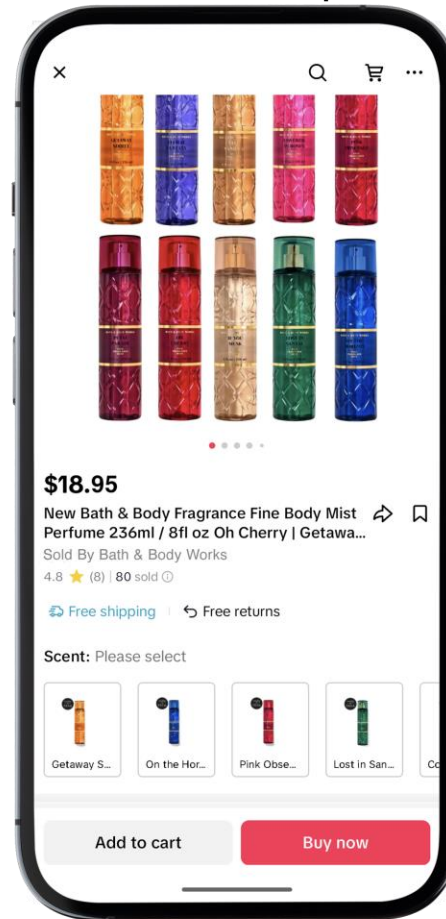 $18.95
New Bath & Body Fragrance Fine Body Mist
Perfume 236ml / 8fl oz Oh Cherry | Getawa...
Sold By Bath & Body Works
4.8 ★ (8) | 80 sold ⓘ
Free shipping | Free returns
Scent: Please select
Getaway S...
On the Hor...
Pink Obse...
Lost in San...
Co
Add to cart
Buy now